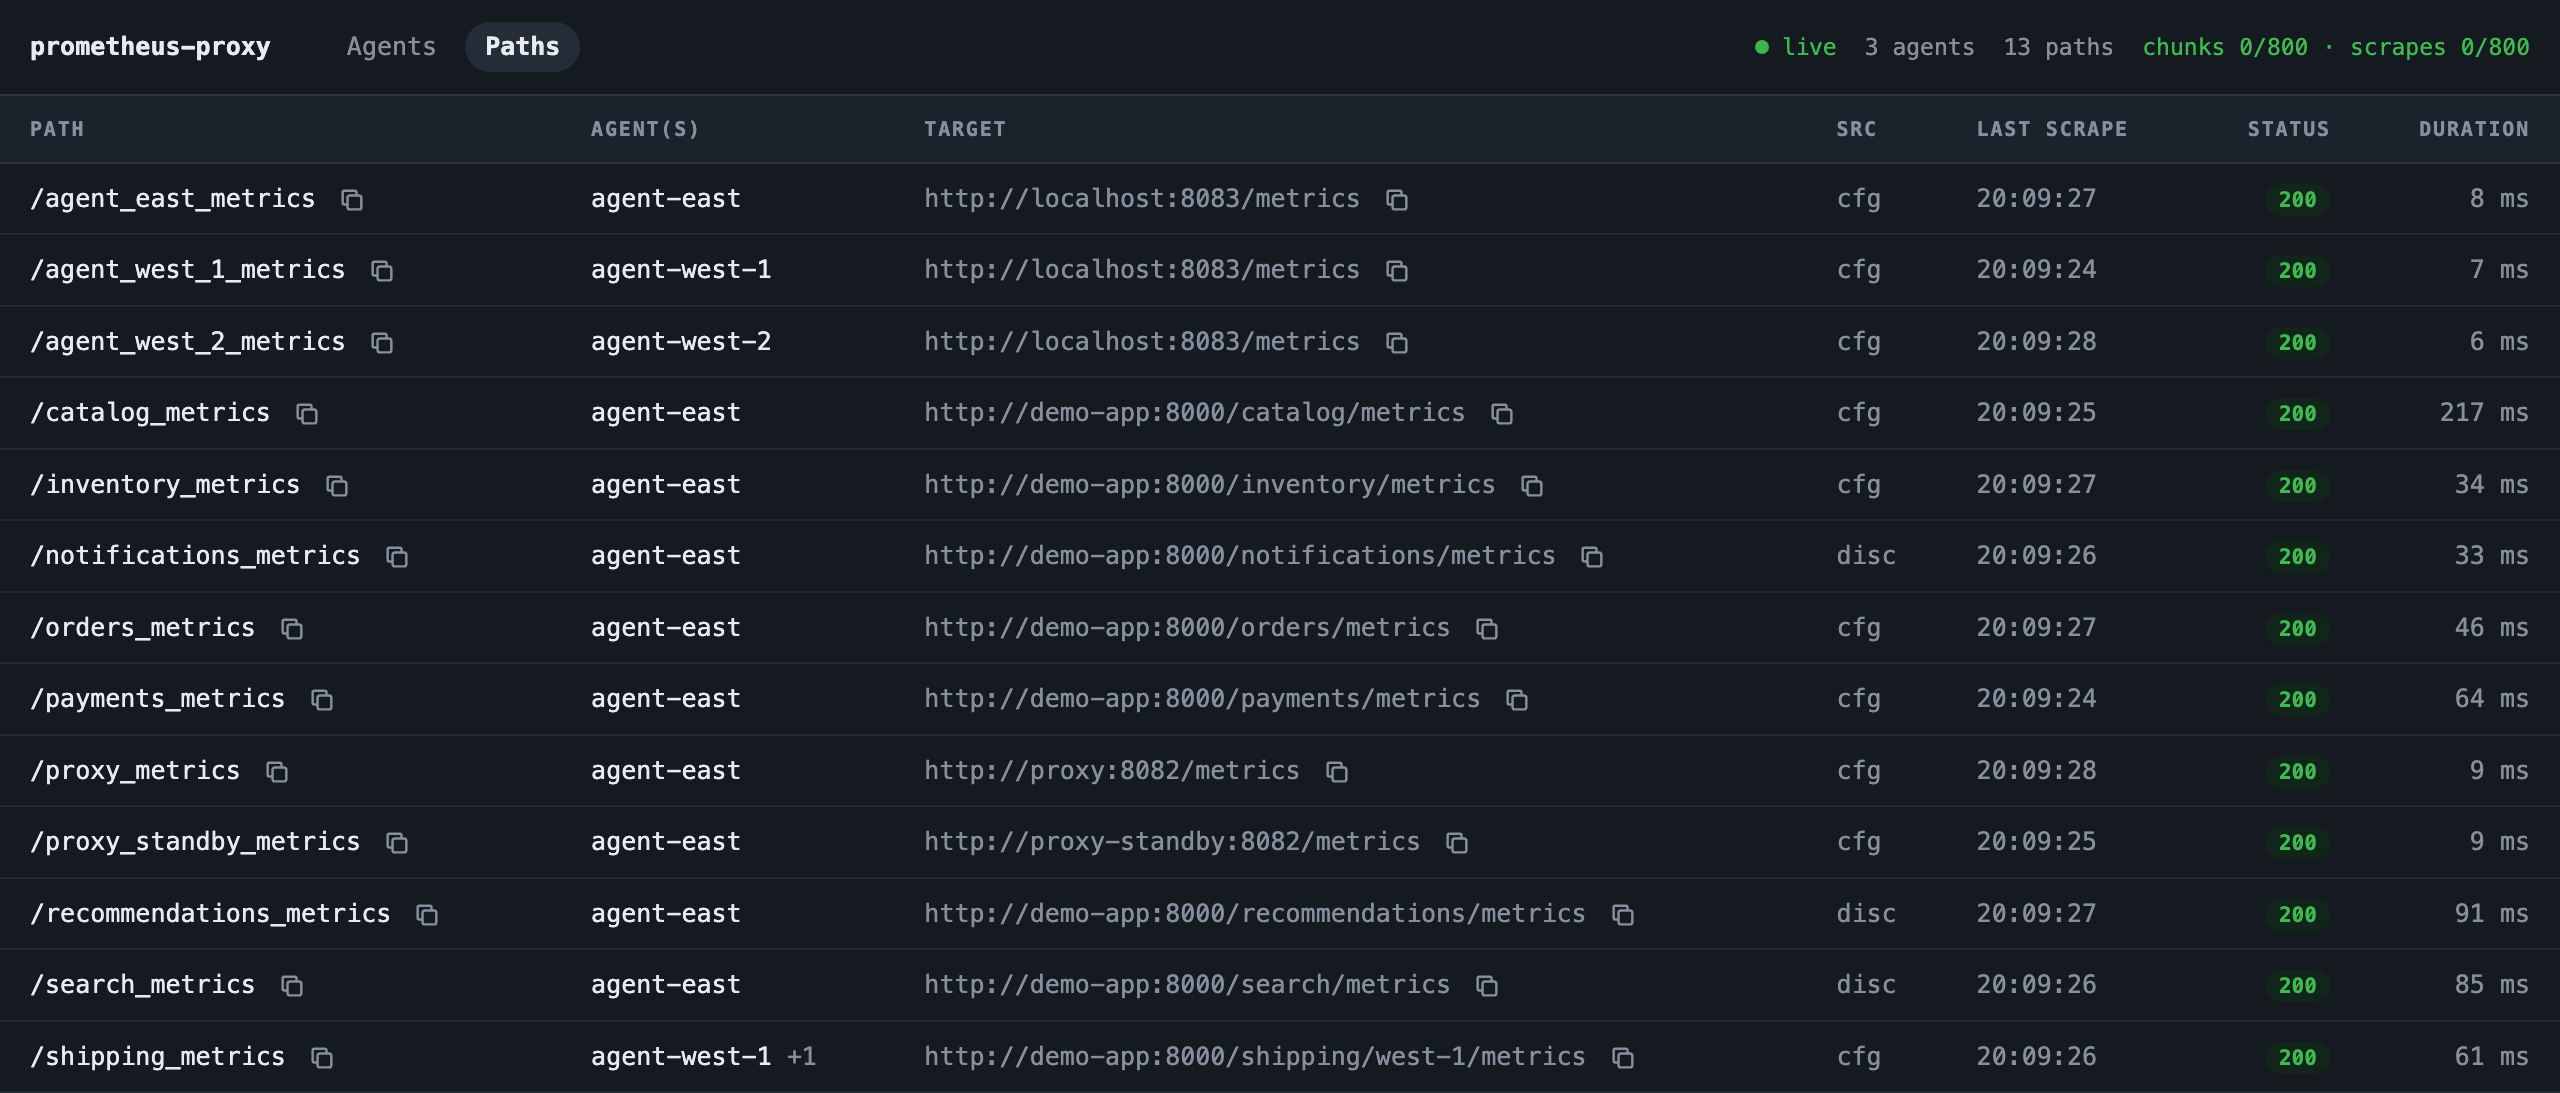 prometheus-proxy Agents Paths live 3 agents 13 paths chunks 0/800 · scrapes 0/800
PATH AGENT(S) TARGET SRC LAST SCRAPE STATUS DURATION
/agent_east_metrics agent-east http://localhost:8083/metrics cfg 20:09:27 200 8 ms
/agent_west_1_metrics agent-west-1 http://localhost:8083/metrics cfg 20:09:24 200 7 ms
/agent_west_2_metrics agent-west-2 http://localhost:8083/metrics cfg 20:09:28 200 6 ms
/catalog_metrics agent-east http://demo-app:8000/catalog/metrics cfg 20:09:25 200 217 ms
/inventory_metrics agent-east http://demo-app:8000/inventory/metrics cfg 20:09:27 200 34 ms
/notifications_metrics agent-east http://demo-app:8000/notifications/metrics disc 20:09:26 200 33 ms
/orders_metrics agent-east http://demo-app:8000/orders/metrics cfg 20:09:27 200 46 ms
/payments_metrics agent-east http://demo-app:8000/payments/metrics cfg 20:09:24 200 64 ms
/proxy_metrics agent-east http://proxy:8082/metrics cfg 20:09:28 200 9 ms
/proxy_standby_metrics agent-east http://proxy-standby:8082/metrics cfg 20:09:25 200 9 ms
/recommendations_metrics agent-east http://demo-app:8000/recommendations/metrics disc 20:09:27 200 91 ms
/search_metrics agent-east http://demo-app:8000/search/metrics disc 20:09:26 200 85 ms
/shipping_metrics agent-west-1 +1 http://demo-app:8000/shipping/west-1/metrics cfg 20:09:26 200 61 ms